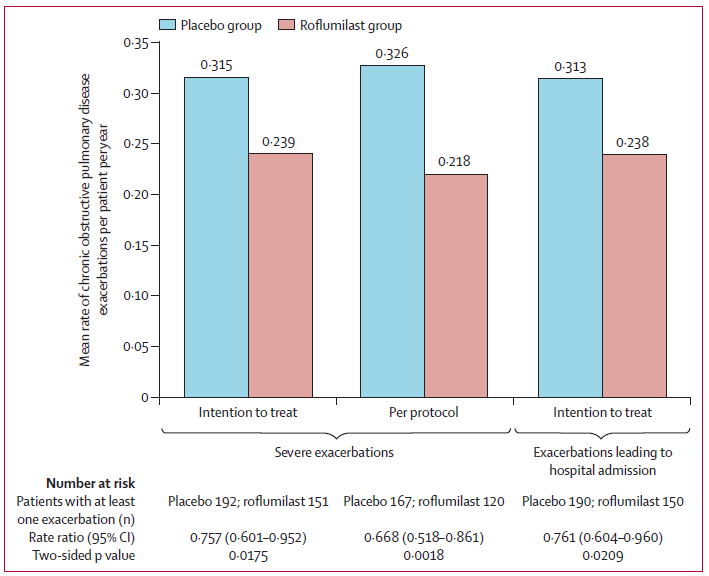 Placebo group Roflumilast group
Mean rate of chronic obstructive pulmonary disease
exacerbations per patient per year
0·35
0·30
0·25
0·20
0·15
0·10
0·05
0
0·315
0·239
0·326
0·218
0·313
0·238
Intention to treat Per protocol Intention to treat
Severe exacerbations Exacerbations leading to
hospital admission
Number at risk
Patients with at least Placebo 192; roflumilast 151 Placebo 167; roflumilast 120 Placebo 190; roflumilast 150
one exacerbation (n)
Rate ratio (95% CI) 0·757 (0·601–0·952) 0·668 (0·518–0·861) 0·761 (0·604–0·960)
Two-sided p value 0·0175 0·0018 0·0209